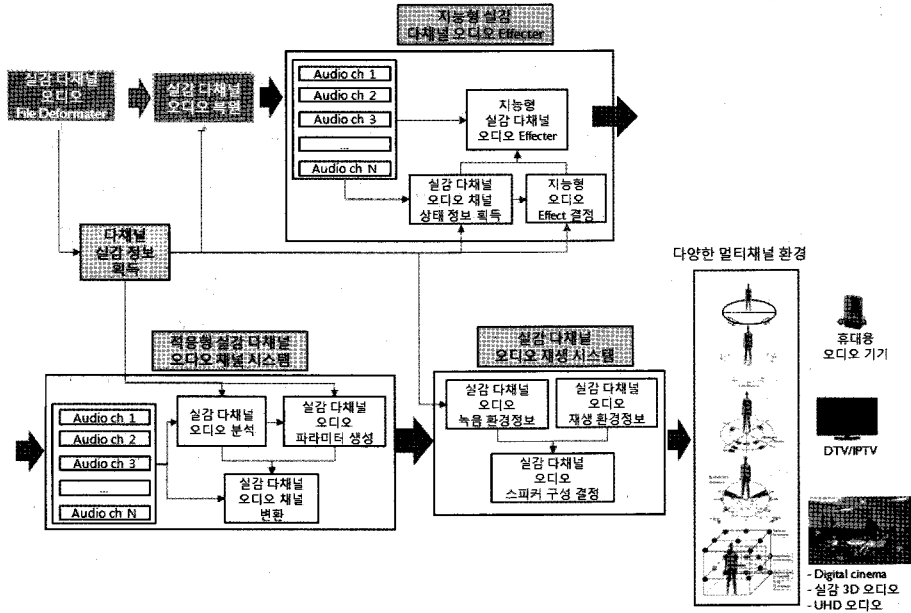 지능형 실감
다채널 오디오 Effecter
실감 다채널
오디오
File Deformater
실감 다채널
오디오 복원
Audio ch 1
Audio ch 2
Audio ch 3
...
Audio ch N
지능형
실감 다채널
오디오 Effecter
실감 다채널
오디오 채널
상태 정보 획득
지능형
오디오
Effect 결정
다채널
실감 정보
획득
적응형 실감 다채널
오디오 채널 시스템
Audio ch 1
Audio ch 2
Audio ch 3
...
Audio ch N
실감 다채널
오디오 분석
실감 다채널
오디오
파라미터 생성
실감 다채널
오디오 채널
변환
실감 다채널
오디오 재생 시스템
실감 다채널
오디오
녹음 환경정보
실감 다채널
오디오
재생 환경정보
실감 다채널
오디오
스피커 구성 결정
다양한 멀티채널 환경
휴대용
오디오 기기
DTV/IPTV
- Digital cinema
- 실감 3D 오디오
- UHD 오디오